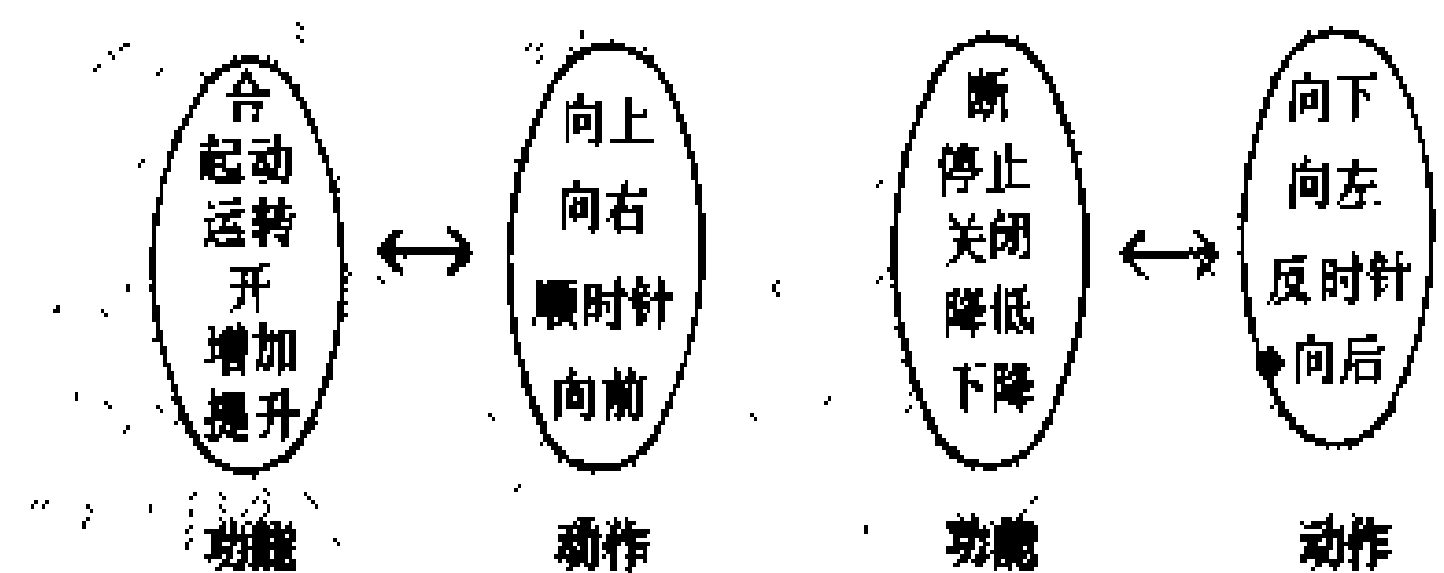 合
起动
运转
开
增加
提升
功能
向上
向右
顺时针
向前
动作
断
停止
关闭
降低
下降
功能
向下
向左
反时针
向后
动作